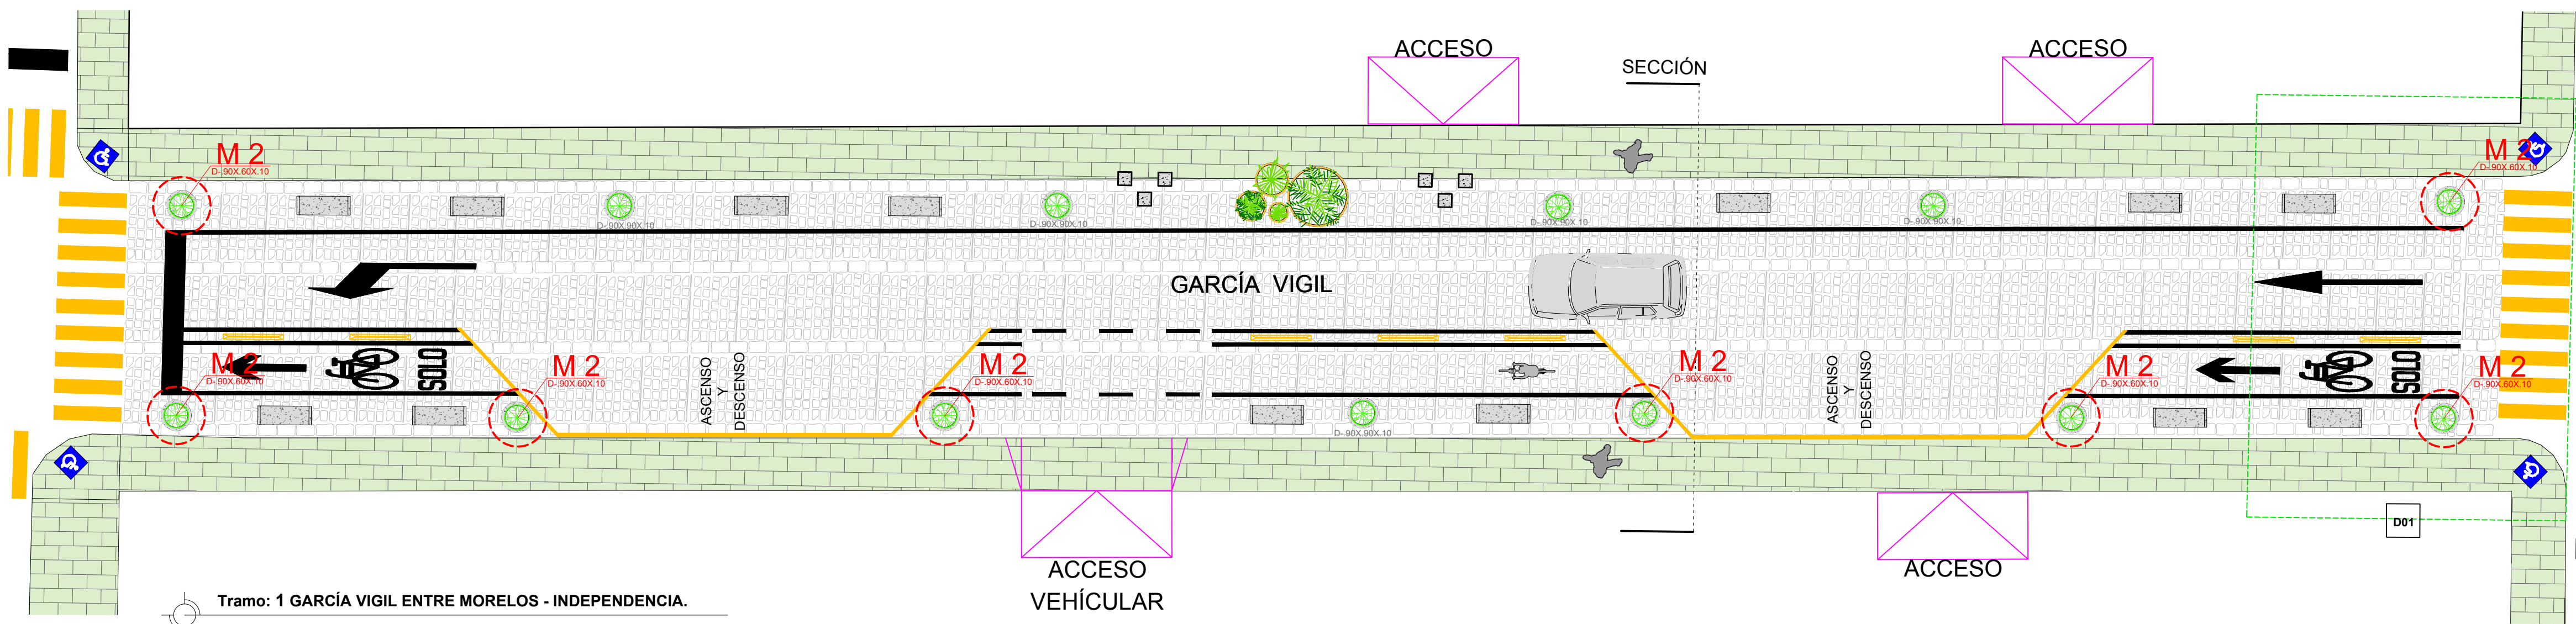 ACCESO
ACCESO
SECCIÓN
M 2
D-.90X.60X.10
M 2
D-.90X.60X.10
D-.90X.90X.10
D-.90X.90X.10
D-.90X.90X.10
D-.90X.90X.10
GARCÍA VIGIL
M 2
D-.90X.60X.10
SOLO
M 2
D-.90X.60X.10
ASCENSO
Y
DESCENSO
M 2
D-.90X.60X.10
D-.90X.90X.10
M 2
D-.90X.60X.10
ASCENSO
Y
DESCENSO
M 2
D-.90X.60X.10
SOLO
M 2
D-.90X.60X.10
D01
ACCESO
VEHÍCULAR
ACCESO
Tramo: 1 GARCÍA VIGIL ENTRE MORELOS - INDEPENDENCIA.